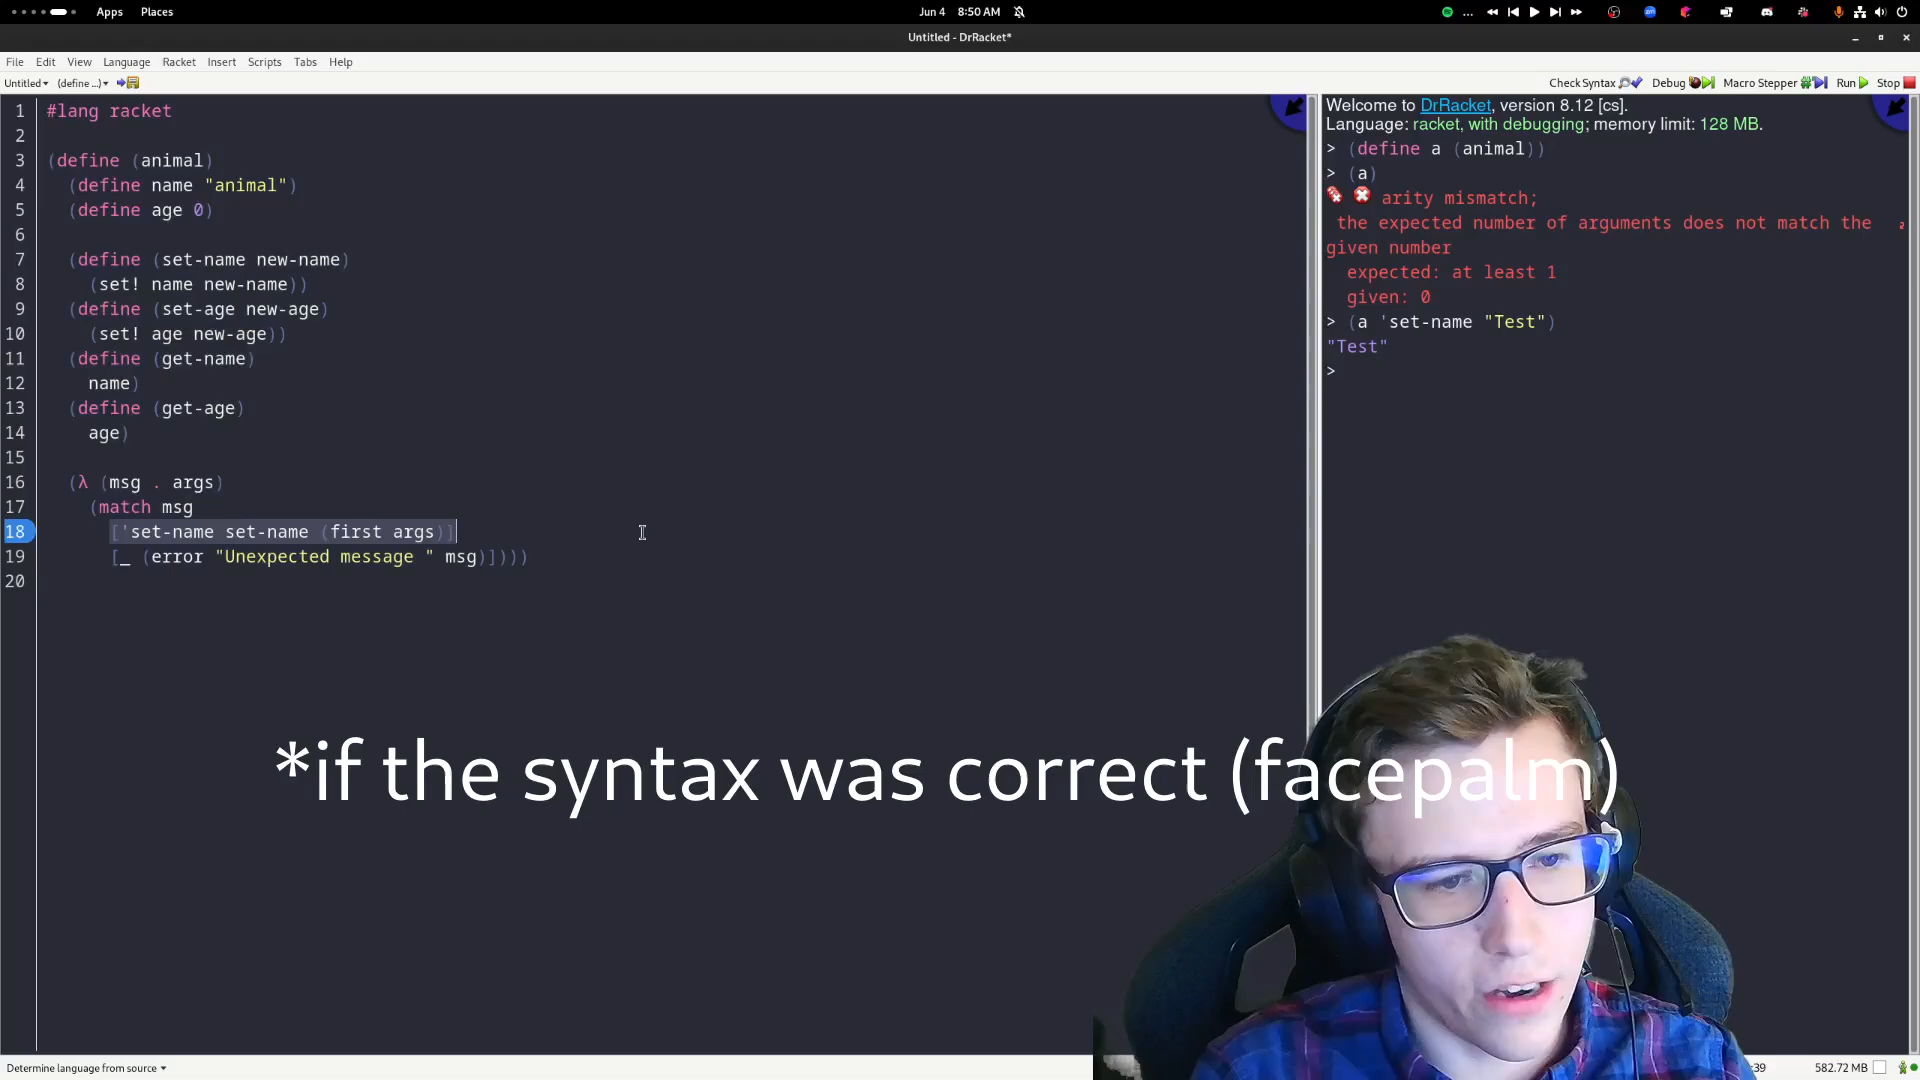 Apps Places Jun 4 8:50 AM ...
Untitled - DrRacket*
File Edit View Language Racket Insert Scripts Tabs Help
Untitled (define ...) Check Syntax Debug Macro Stepper Run Stop
1 #lang racket
2
3 (define (animal)
4 (define name "animal")
5 (define age 0)
6
7 (define (set-name new-name)
8 (set! name new-name))
9 (define (set-age new-age)
10 (set! age new-age))
11 (define (get-name)
12 name)
13 (define (get-age)
14 age)
15
16 (λ (msg . args)
17 (match msg
18 ['set-name set-name (first args)]
19 [_ (error "Unexpected message " msg)])))
20
Welcome to DrRacket, version 8.12 [cs].
Language: racket, with debugging; memory limit: 128 MB.
> (define a (animal))
> (a)
arity mismatch;
the expected number of arguments does not match the
given number
expected: at least 1
given: 0
> (a 'set-name "Test")
"Test"
>
*if the syntax was correct (facepalm)
Determine language from source :39 582.72 MB